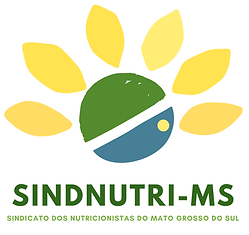 SINDNUTRI-MS
SINDICATO DOS NUTRICIONISTAS DO MATO GROSSO DO SUL